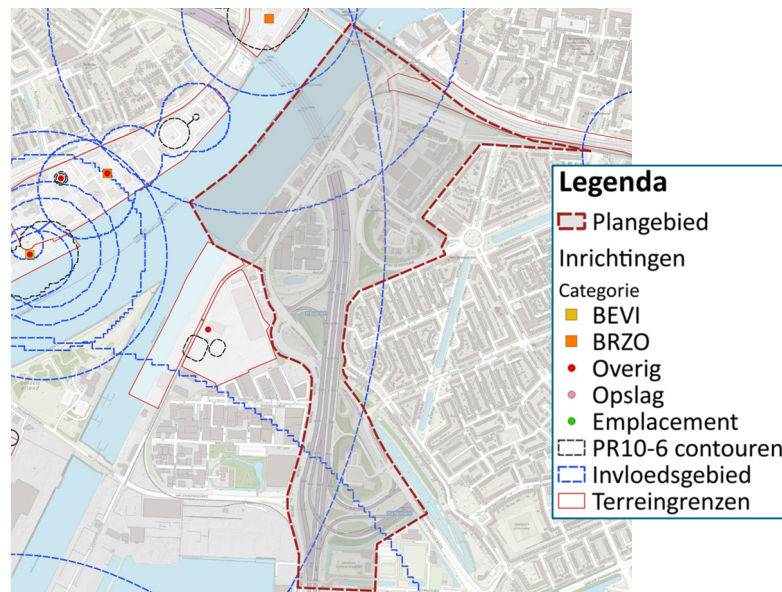 Legenda
Plangebied
Inrichtingen
Categorie
BEVI
BRZO
Overig
Opslag
Emplacement
PR10-6 contouren
Invloedsgebied
Terreingrenzen